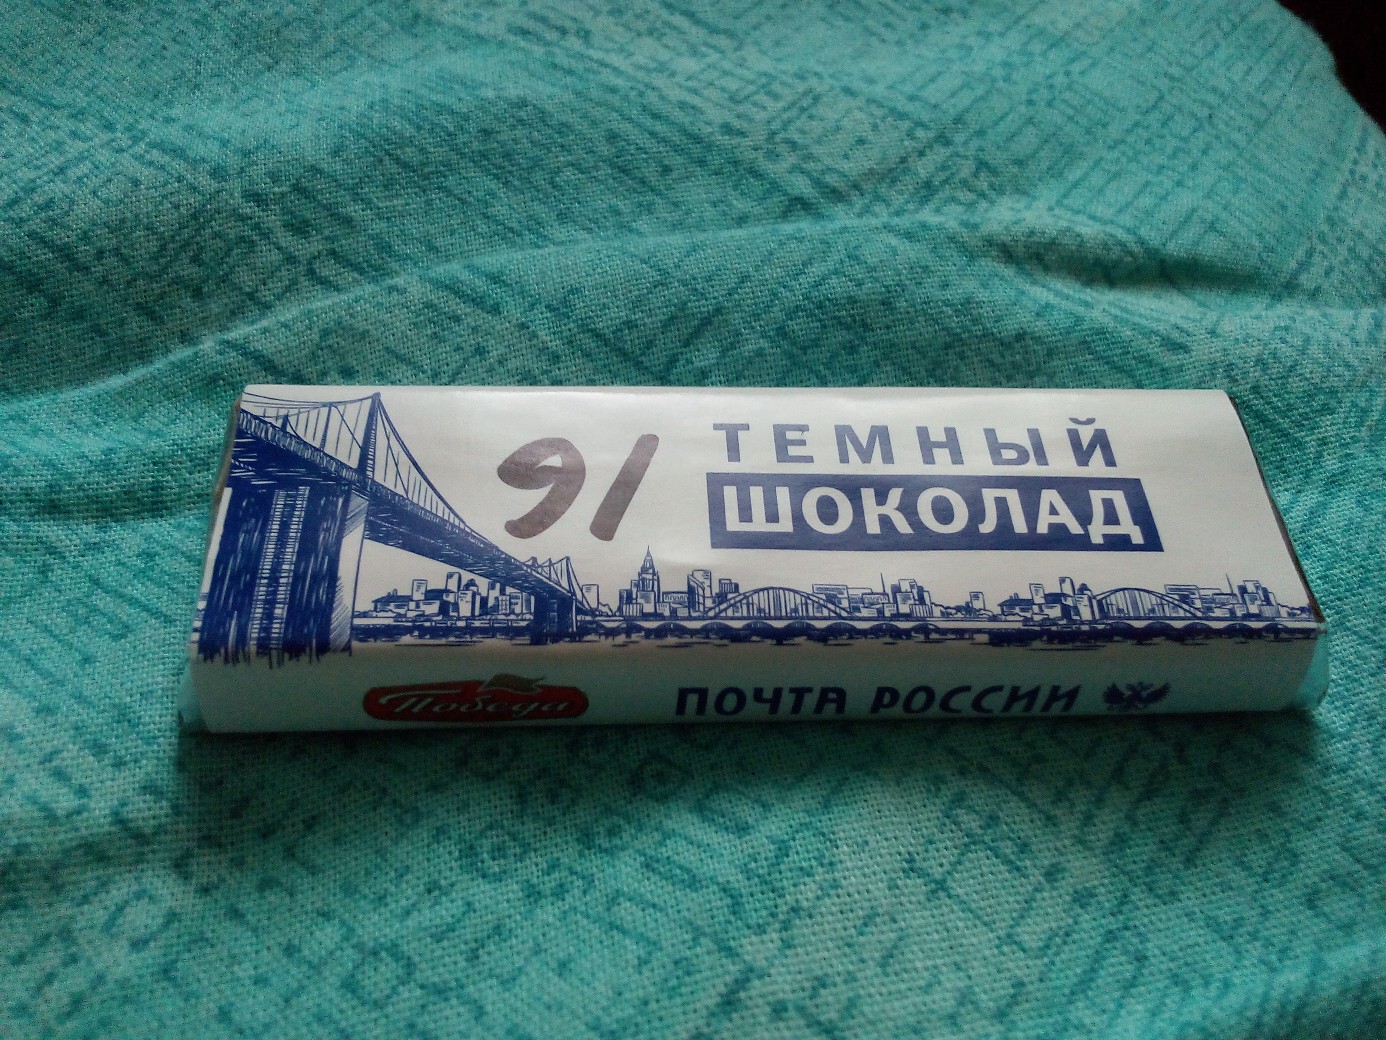 91
ТЕМНЫЙ
ШОКОЛАД
Победа
ПОЧТА РОССИИ